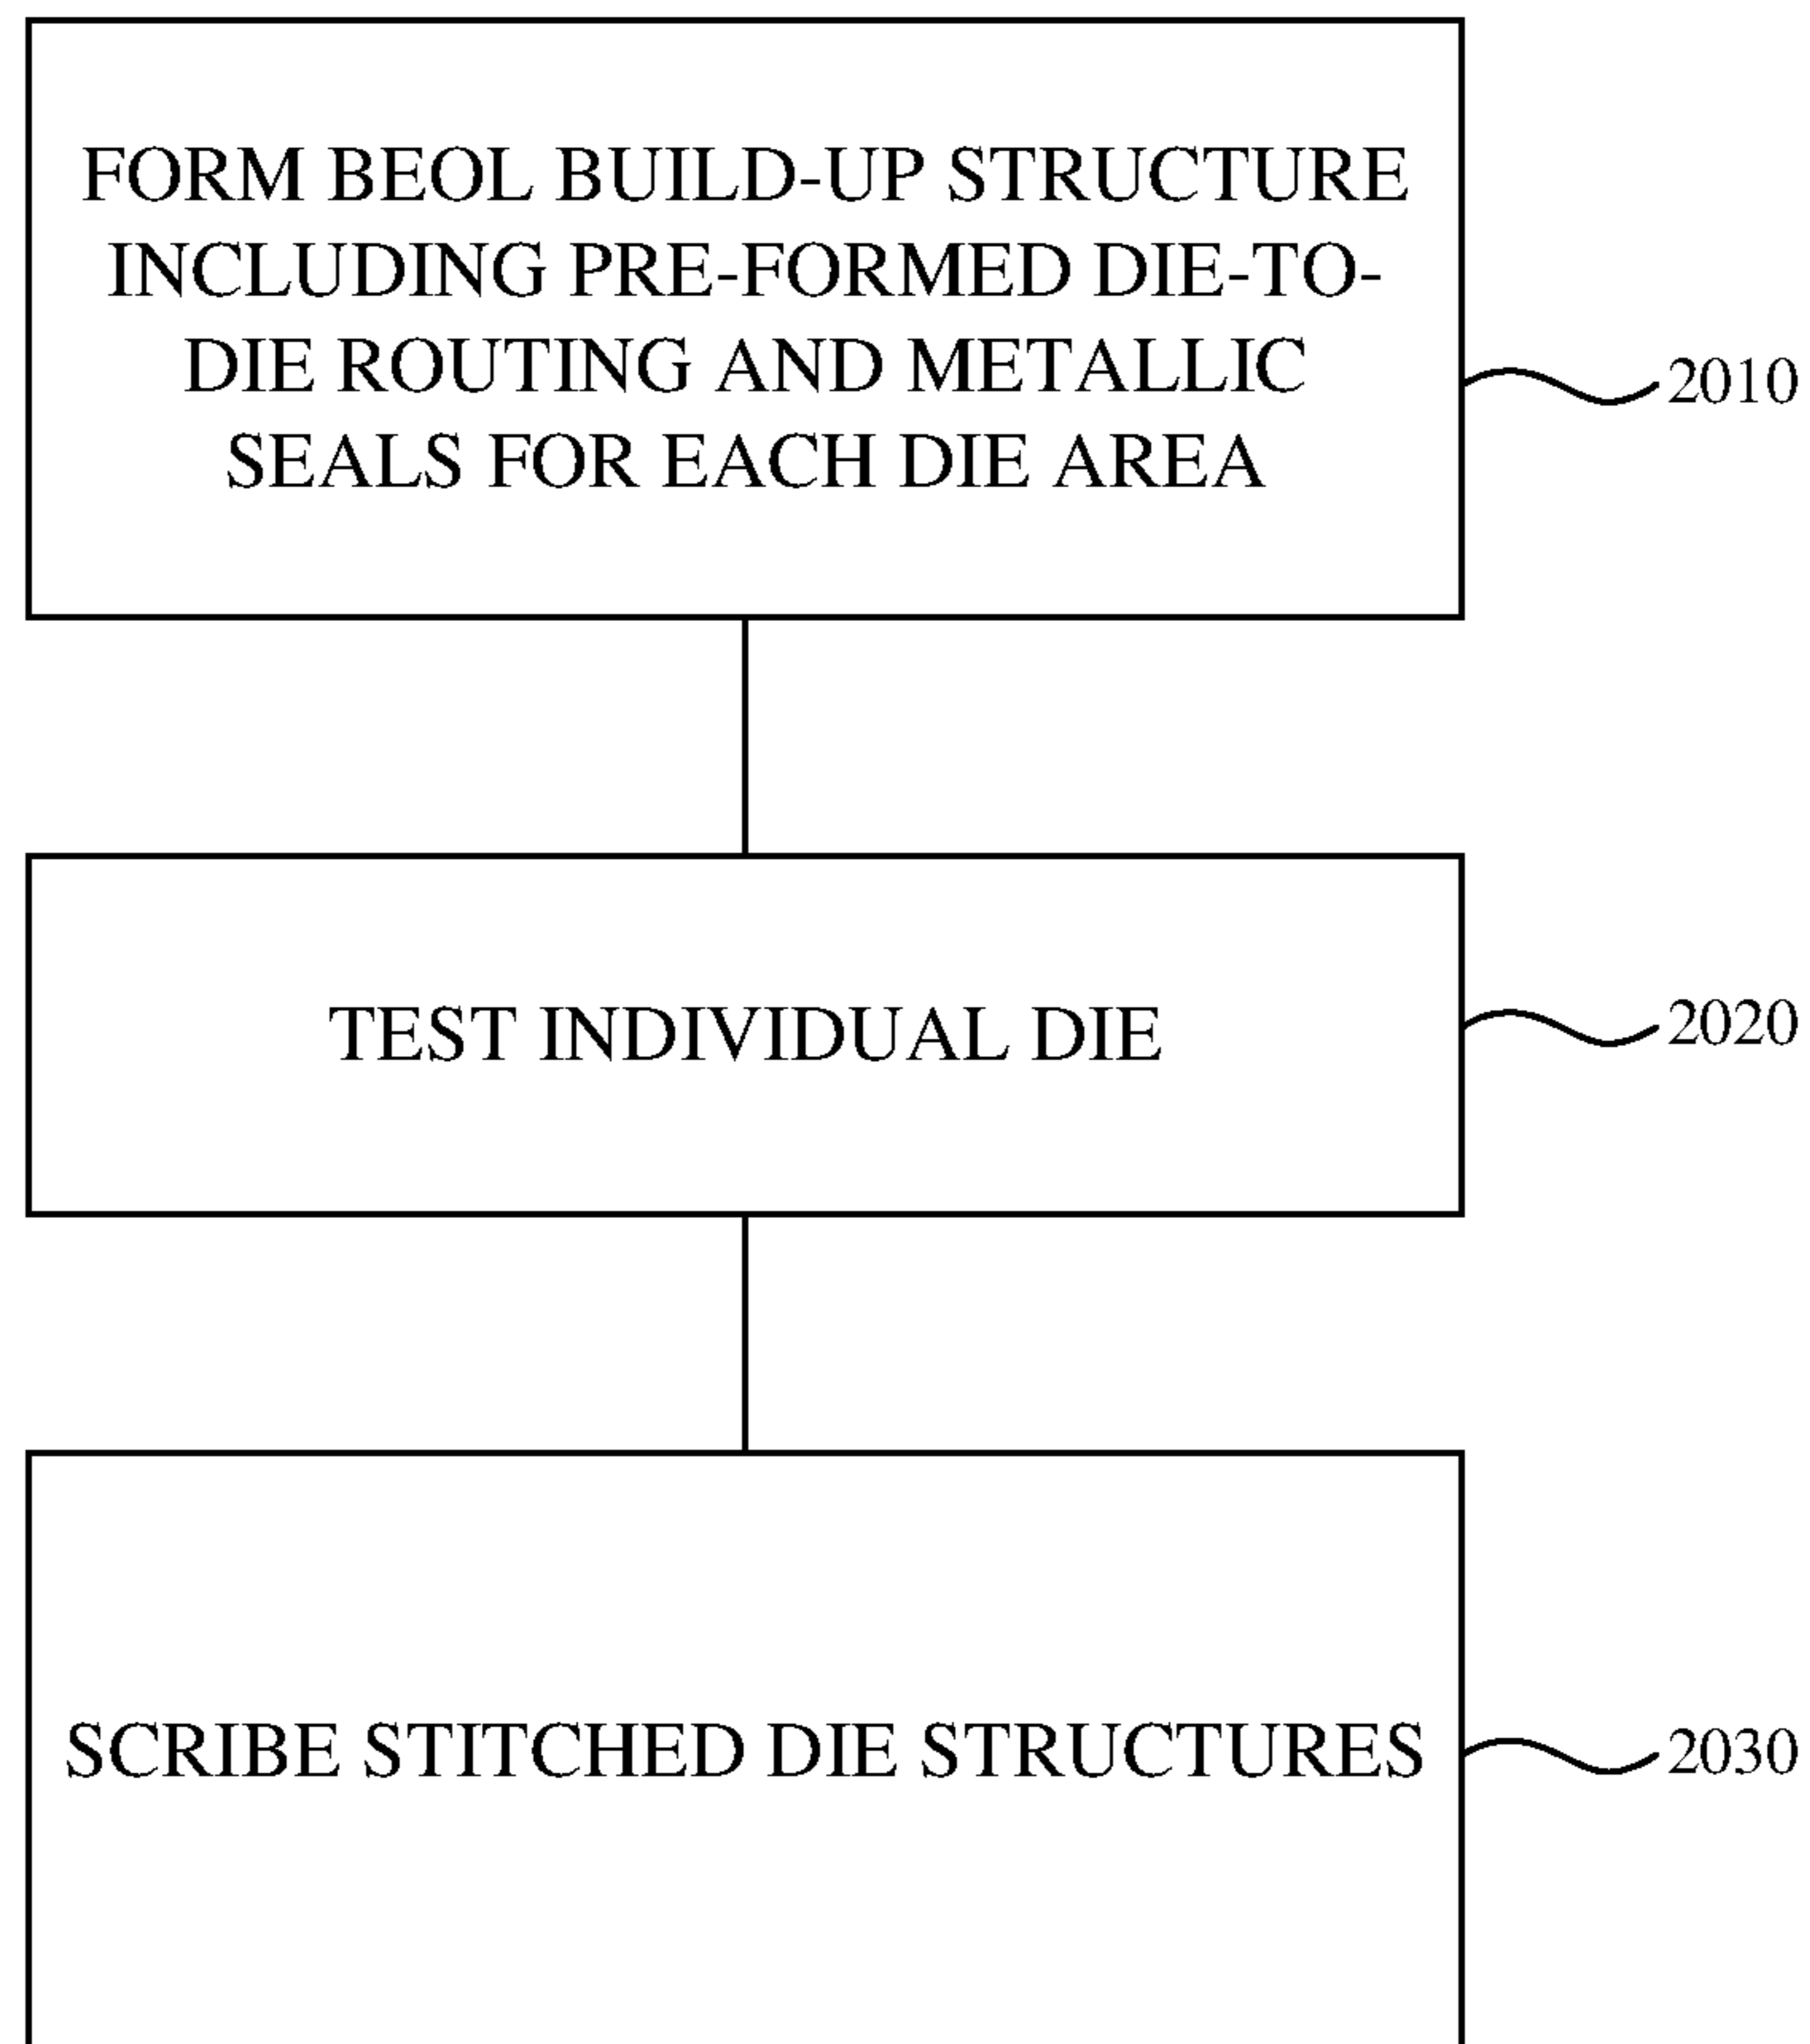 FORM BEOL BUILD-UP STRUCTURE
INCLUDING PRE-FORMED DIE-TO-
DIE ROUTING AND METALLIC
SEALS FOR EACH DIE AREA
2010
TEST INDIVIDUAL DIE
2020
SCRIBE STITCHED DIE STRUCTURES
2030